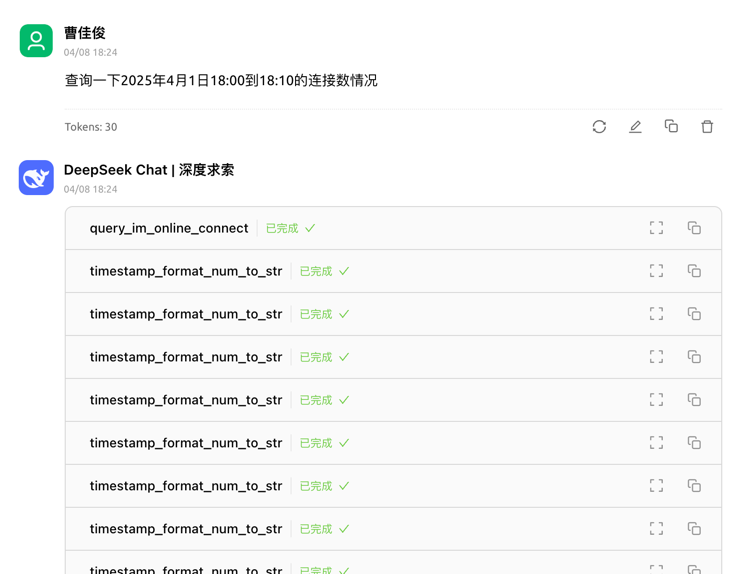 曹佳俊
04/08 18:24
查询一下2025年4月1日18:00到18:10的连接数情况
Tokens: 30
DeepSeek Chat | 深度求索
04/08 18:24
query_im_online_connect 已完成
timestamp_format_num_to_str 已完成
timestamp_format_num_to_str 已完成
timestamp_format_num_to_str 已完成
timestamp_format_num_to_str 已完成
timestamp_format_num_to_str 已完成
timestamp_format_num_to_str 已完成
timestamp_format_num_to_str 已完成
timestamp_format_num_to_str 已完成